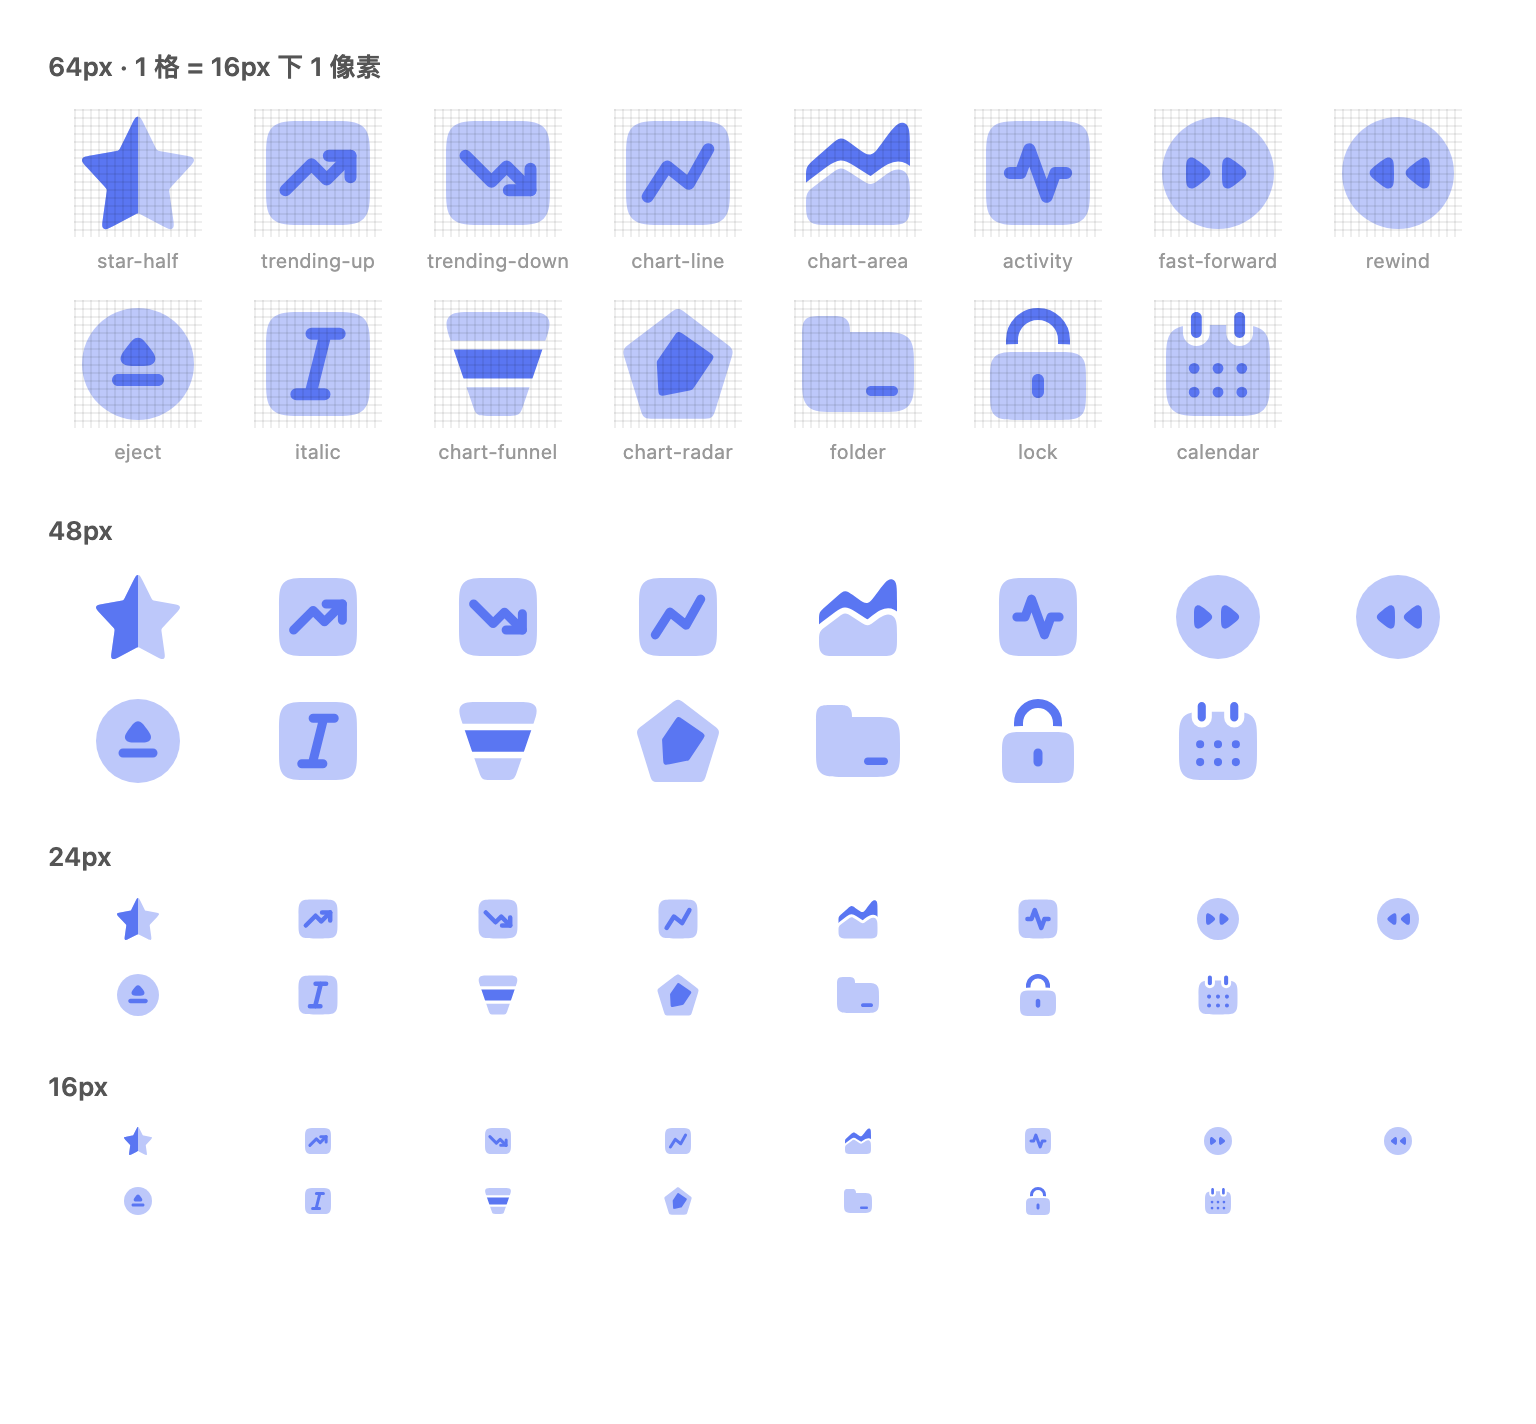 64px · 1 格 = 16px 下 1 像素
star-half trending-up trending-down chart-line chart-area activity fast-forward rewind
eject italic chart-funnel chart-radar folder lock calendar
48px
24px
16px